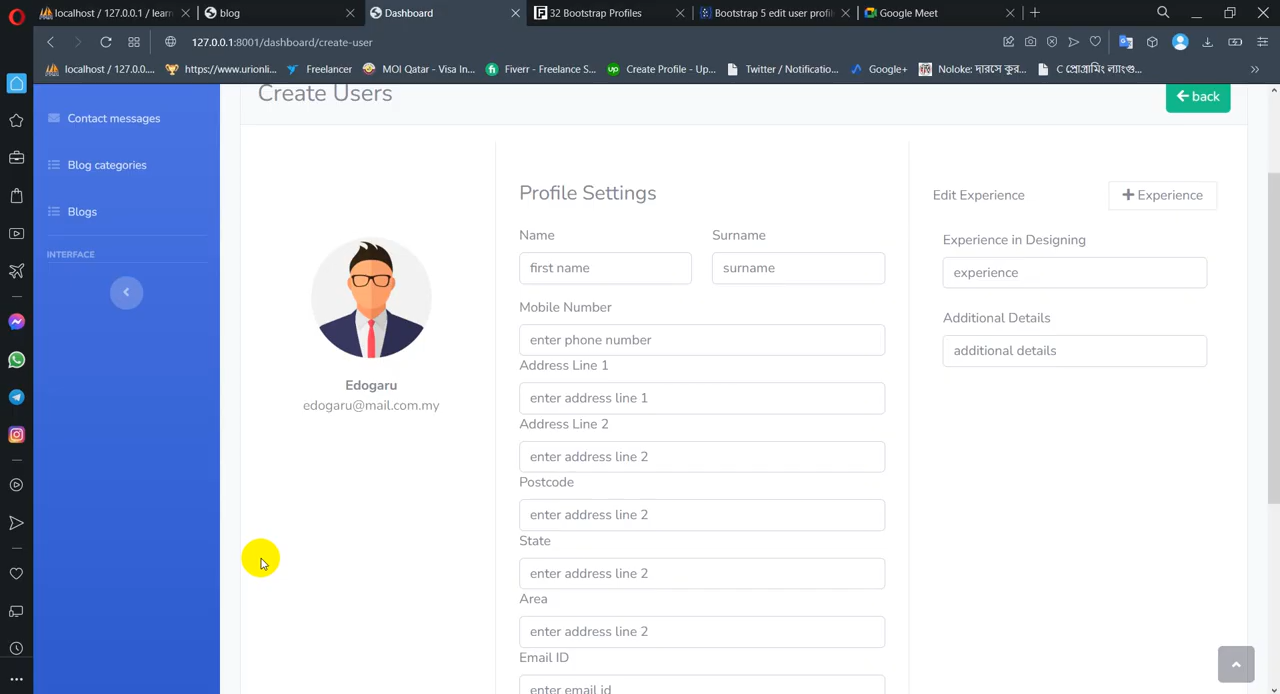 localhost / 127.0.0.1 / learn
blog
Dashboard
32 Bootstrap Profiles
Bootstrap 5 edit user profil
Google Meet
127.0.0.1:8001/dashboard/create-user
localhost / 127.0.0....
https://www.urionli...
Freelancer
MOI Qatar - Visa In...
Fiverr - Freelance S...
Create Profile - Up...
Twitter / Notificatio...
Google+
Noloke: দারসে কুর...
C প্রোগ্রামিং ল্যাংগু...
Contact messages
Blog categories
Blogs
INTERFACE
Create Users
back
Edogaru
edogaru@mail.com.my
Profile Settings
Name
Surname
first name
surname
Mobile Number
enter phone number
Address Line 1
enter address line 1
Address Line 2
enter address line 2
Postcode
enter address line 2
State
enter address line 2
Area
enter address line 2
Email ID
enter email id
Edit Experience
Experience
Experience in Designing
experience
Additional Details
additional details